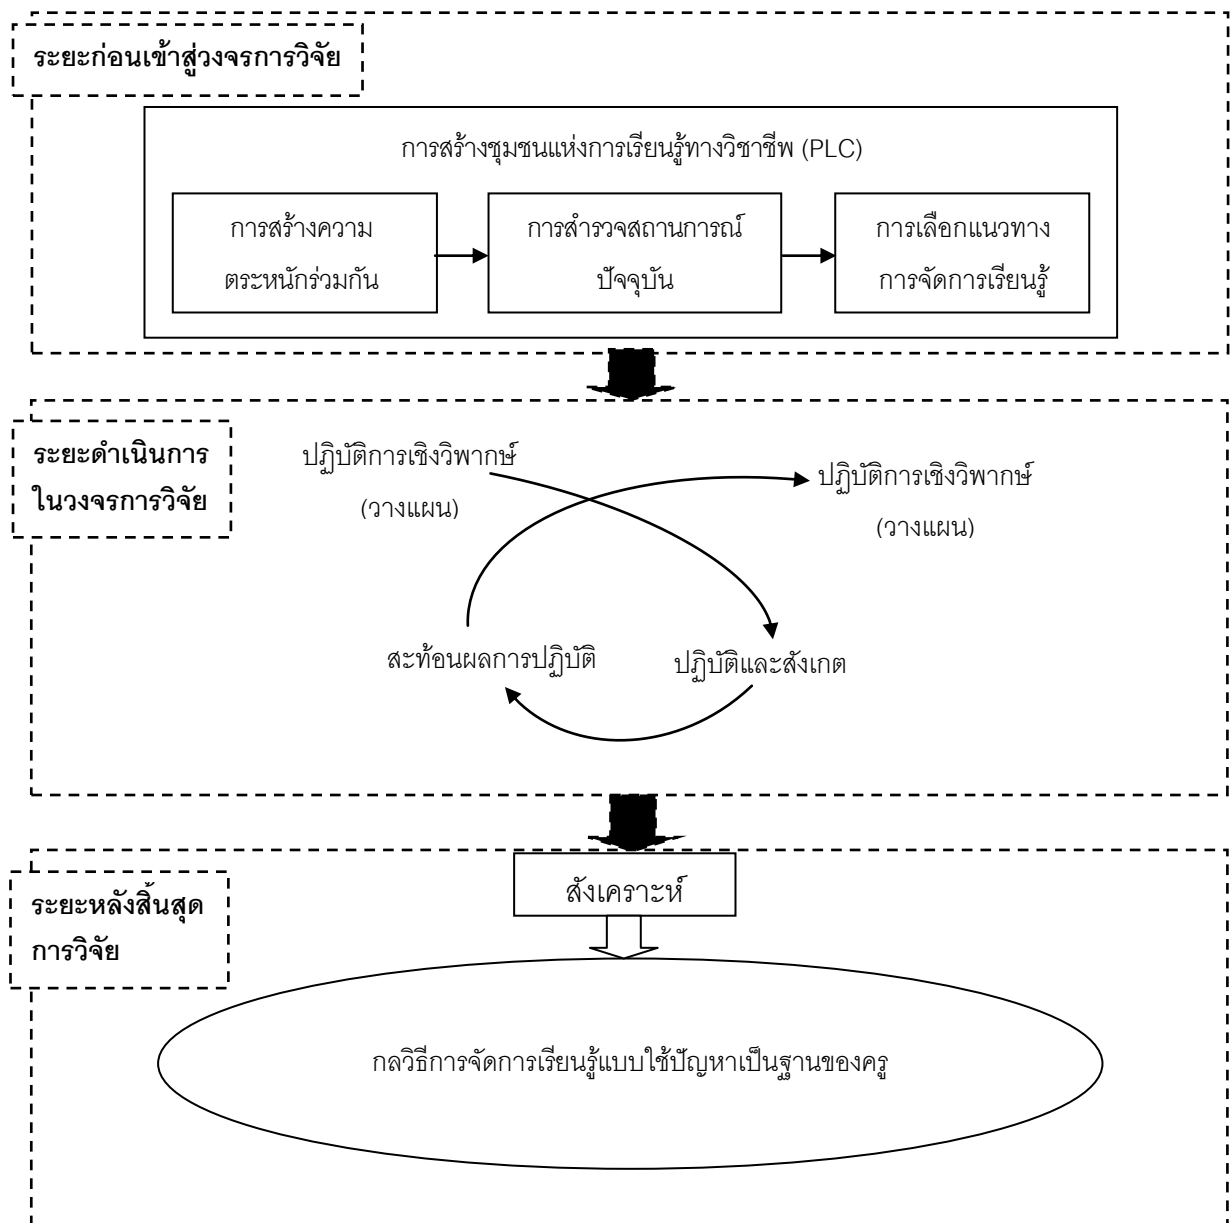 ระยะก่อนเข้าสู่วงจรการวิจัย
การสร้างชุมชนแห่งการเรียนรู้ทางวิชาชีพ (PLC)
การสร้างความ
ตระหนักร่วมกัน
การสำรวจสถานการณ์
ปัจจุบัน
การเลือกแนวทาง
การจัดการเรียนรู้
ระยะดำเนินการ
ในวงจรการวิจัย
ปฏิบัติการเชิงวิพากษ์
(วางแผน)
ปฏิบัติการเชิงวิพากษ์
(วางแผน)
สะท้อนผลการปฏิบัติ
ปฏิบัติและสังเกต
ระยะหลังสิ้นสุด
การวิจัย
สังเคราะห์
กลวิธีการจัดการเรียนรู้แบบใช้ปัญหาเป็นฐานของครู